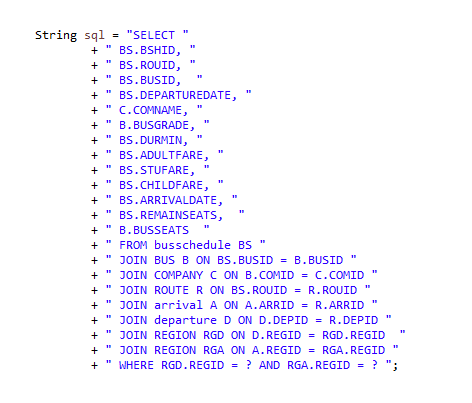 String sql = "SELECT "
+ " BS.BSHID, "
+ " BS.ROUID, "
+ " BS.BUSID,  "
+ " BS.DEPARTUREDATE, "
+ " C.COMNAME, "
+ " B.BUSGRADE, "
+ " BS.DURMIN, "
+ " BS.ADULTFARE, "
+ " BS.STUFARE, "
+ " BS.CHILDFARE, "
+ " BS.ARRIVALDATE, "
+ " BS.REMAINSEATS,  "
+ " B.BUSSEATS  "
+ " FROM busschedule BS "
+ " JOIN BUS B ON BS.BUSID = B.BUSID "
+ " JOIN COMPANY C ON B.COMID = C.COMID "
+ " JOIN ROUTE R ON BS.ROUID = R.ROUID "
+ " JOIN arrival A ON A.ARRID = R.ARRID "
+ " JOIN departure D ON D.DEPID = R.DEPID "
+ " JOIN REGION RGD ON D.REGID = RGD.REGID  "
+ " JOIN REGION RGA ON A.REGID = RGA.REGID "
+ " WHERE RGD.REGID = ? AND RGA.REGID = ? ";